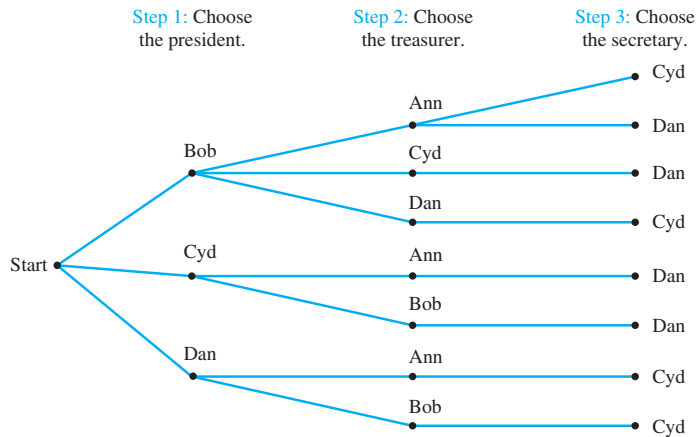 Step 1: Choose
the president.
Step 2: Choose
the treasurer.
Step 3: Choose
the secretary.
Cyd
Ann
Dan
Bob
Cyd
Dan
Dan
Cyd
Cyd
Ann
Start
Dan
Bob
Dan
Dan
Ann
Cyd
Bob
Cyd